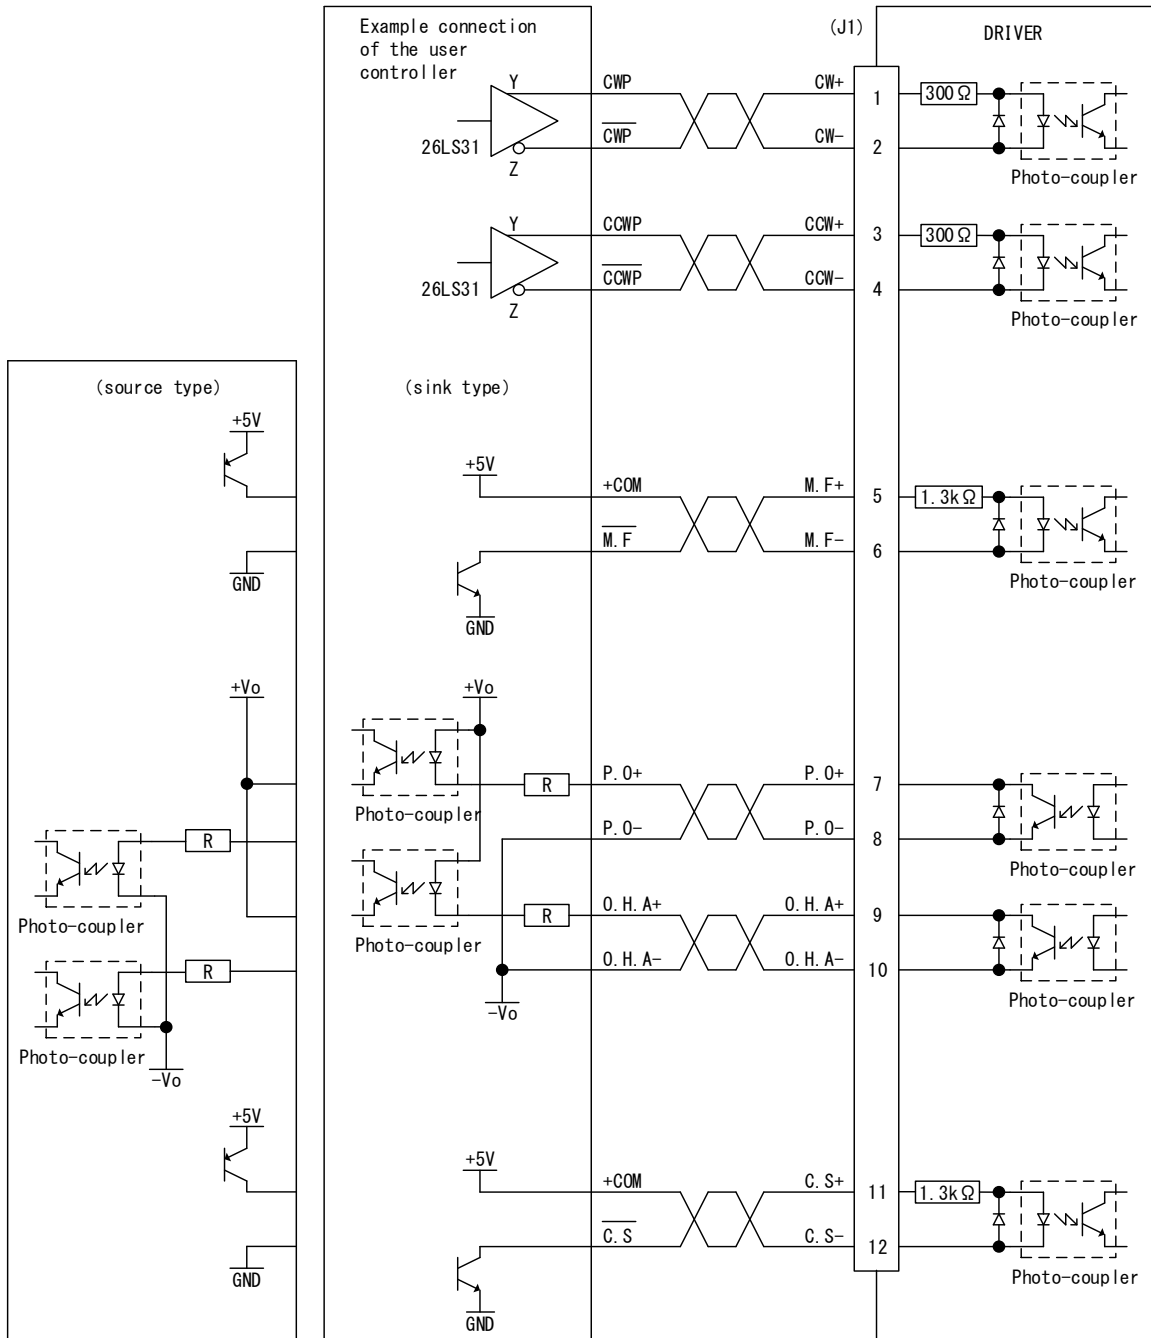 Example connection
of the user
controller
(J1)
DRIVER
Y
CWP
CW+
1
300Ω
26LS31
C̅W̅P̅
CW-
2
Z
Photo-coupler
Y
CCWP
CCW+
3
300Ω
26LS31
C̅C̅W̅P̅
CCW-
4
Z
Photo-coupler
(source type)
(sink type)
+5V
+5V
+COM
M.F+
5
1.3kΩ
M̅.̅F̅
M.F-
6
GND
Photo-coupler
GND
+Vo
+Vo
R
P.O+
P.O+
7
Photo-coupler
R
P.O-
P.O-
8
Photo-coupler
Photo-coupler
R
O.H.A+
O.H.A+
9
Photo-coupler
R
O.H.A-
O.H.A-
10
-Vo
Photo-coupler
Photo-coupler
-Vo
+5V
+5V
+COM
C.S+
11
1.3kΩ
C̅.̅S̅
C.S-
12
GND
Photo-coupler
GND